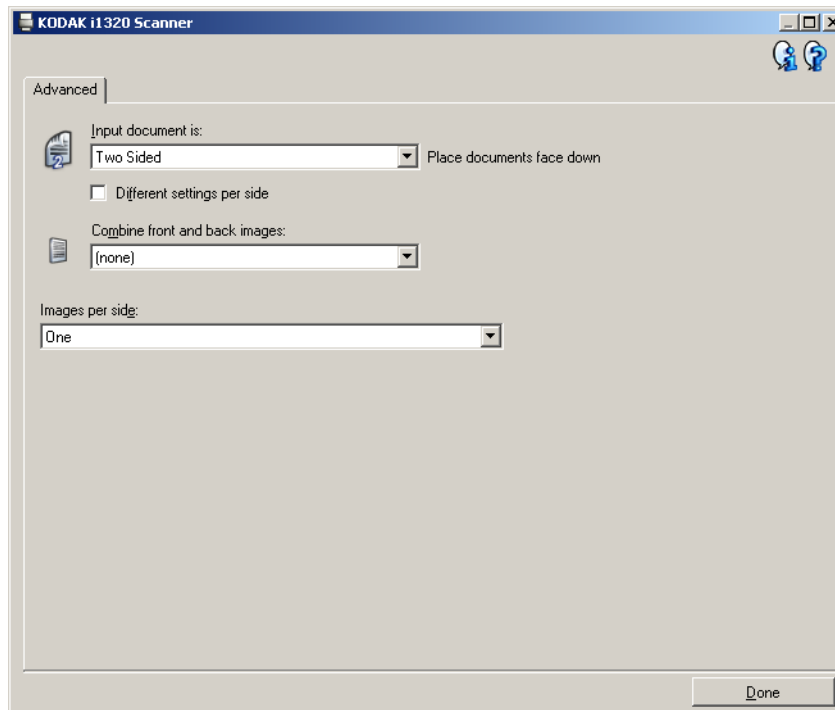 KODAK i1320 Scanner
Advanced
Input document is:
Two Sided
Place documents face down
Different settings per side
Combine front and back images:
(none)
Images per side:
One
Done